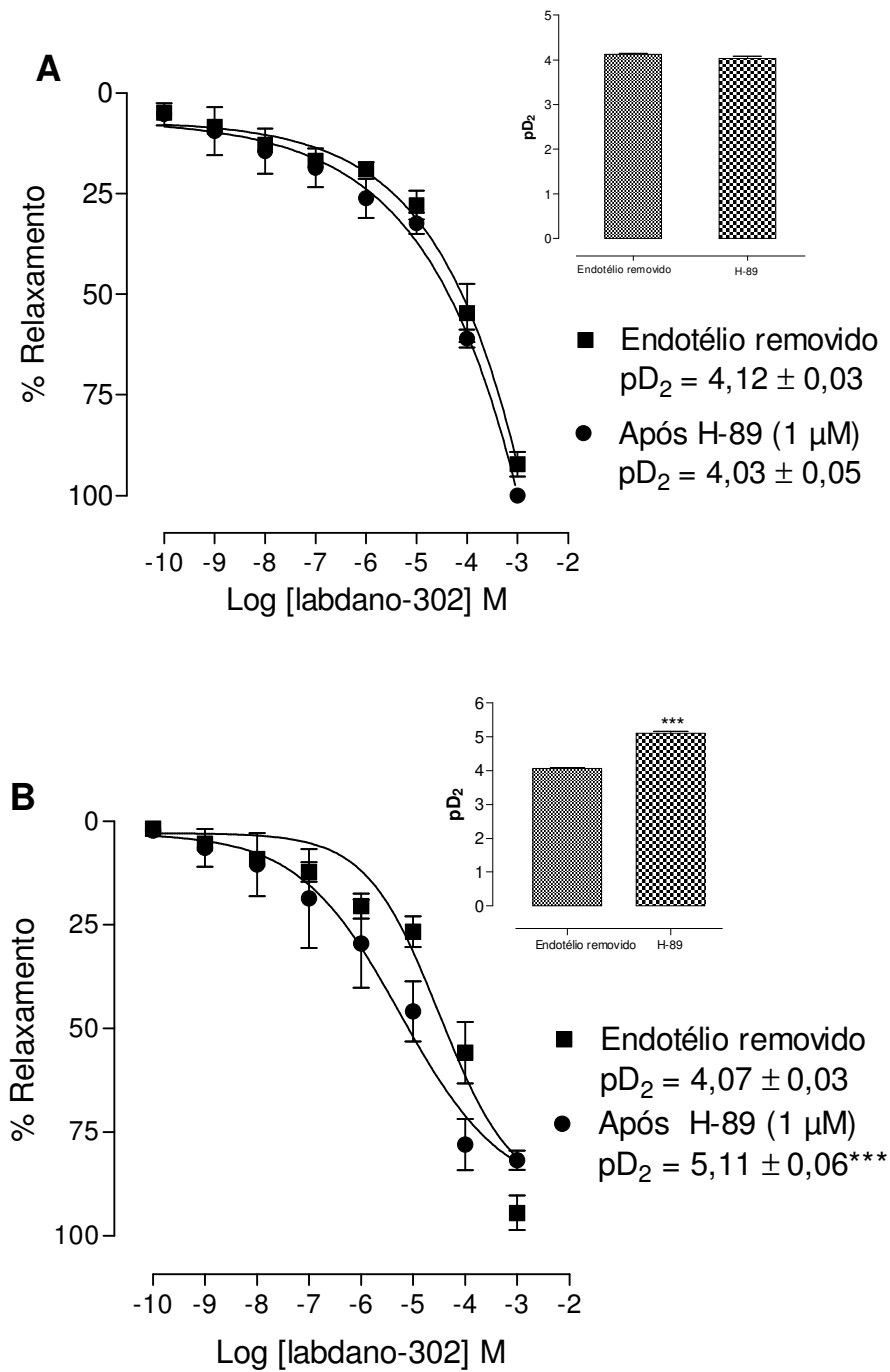 A
0
25
50
75
100
% Relaxamento
-10 -9 -8 -7 -6 -5 -4 -3 -2
Log [labdano-302] M
5
4
3
2
1
0
pD₂
Endotélio removido H-89
Endotélio removido
pD₂ = 4,12 ± 0,03
Após H-89 (1 µM)
pD₂ = 4,03 ± 0,05
B
0
25
50
75
100
% Relaxamento
-10 -9 -8 -7 -6 -5 -4 -3 -2
Log [labdano-302] M
6
5
4
3
2
1
0
pD₂
***
Endotélio removido H-89
Endotélio removido
pD₂ = 4,07 ± 0,03
Após H-89 (1 µM)
pD₂ = 5,11 ± 0,06***